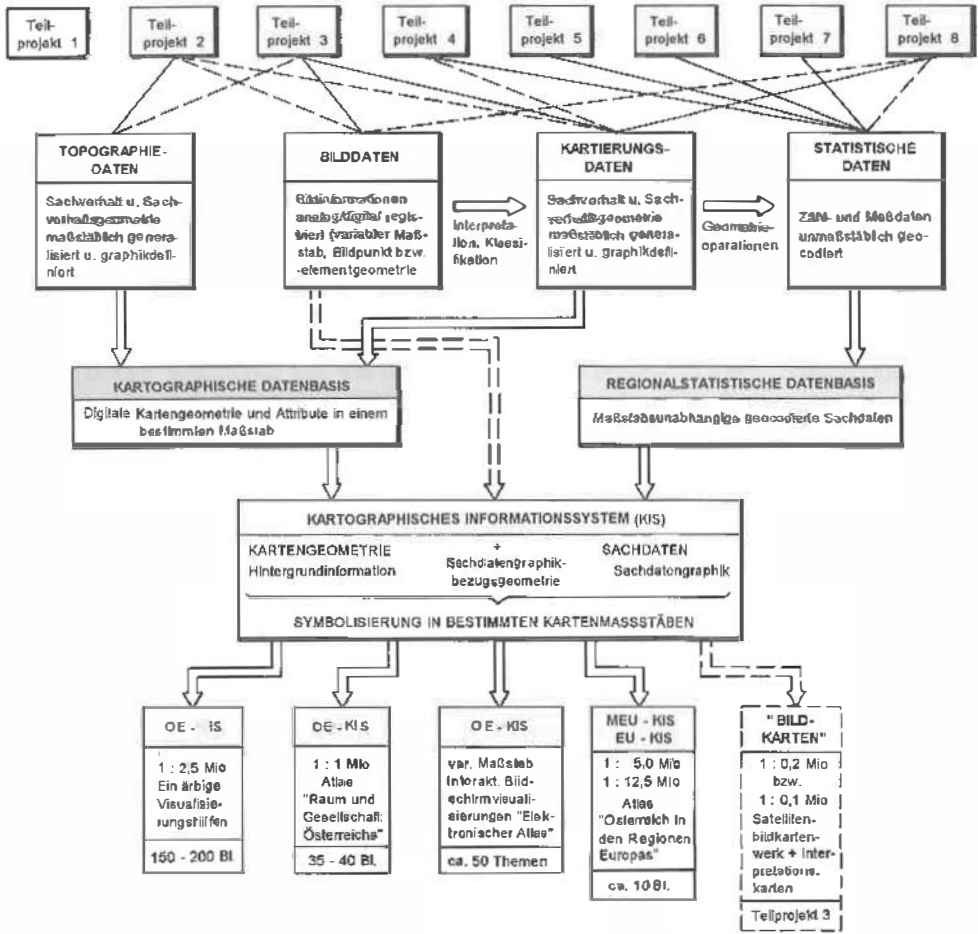 Teil-
projekt 1
Teil-
projekt 2
Teil-
projekt 3
Teil-
projekt 4
Teil-
projekt 5
Teil-
projekt 6
Teil-
projekt 7
Teil-
projekt 8
TOPOGRAPHIE-
DATEN
Sachverhalt u. Sach-
verhaltsgeometrie
maßstäblich genera-
lisiert u. graphikdefi-
niert
BILDDATEN
Bildinformationen
analog/digital regis-
triert (variabler Maß-
stab, Bildpunkt bzw.
-elementgeometrie
Interpreta-
tion, Klassi-
fikation
KARTIERUNGS-
DATEN
Sachverhalt u. Sach-
verhaltsgeometrie
maßstäblich genera-
lisiert u. graphikdefi-
niert
Geometrie-
oparationen
STATISTISCHE
DATEN
Zähl- und Meßdaten
unmaßstäblich geo-
codiert
KARTOGRAPHISCHE DATENBASIS
Digitale Kartengeometrie und Attribute in einem
bestimmten Maßstab
REGIONALSTATISTISCHE DATENBASIS
Maßstabsunabhängige geocodierte Sachdaten
KARTOGRAPHISCHES INFORMATIONSSYSTEM (KIS)
KARTENGEOMETRIE
Hintergrundinformation
+
Sachdatengraphik-
bezugsgeometrie
SACHDATEN
Sachdatengraphik
SYMBOLISIERUNG IN BESTIMMTEN KARTENMASSSTÄBEN
OE - KIS
1 : 2,5 Mio
Ein ärbige
Visualisie-
rungshilfen
150 - 200 Bl.
OE - KIS
1 : 1 Mio
Atlas
"Raum und
Gesellschaft
Österreichs"
35 - 40 Bl.
OE - KIS
var. Maßstab
Interakt. Bild-
schirmvisuali-
sierungen "Elek-
tronischer Atlas"
ca. 50 Themen
MEU - KIS
EU - KIS
1 : 5,0 Mio
1 : 12,5 Mio
Atlas
"Österreich in
den Regionen
Europas"
ca. 10 Bl.
"BILD-
KARTEN"
1 : 0,2 Mio
bzw.
1 : 0,1 Mio
Satelliten-
bildkarten-
werk + Inter-
pretations-
karten
Teilprojekt 3